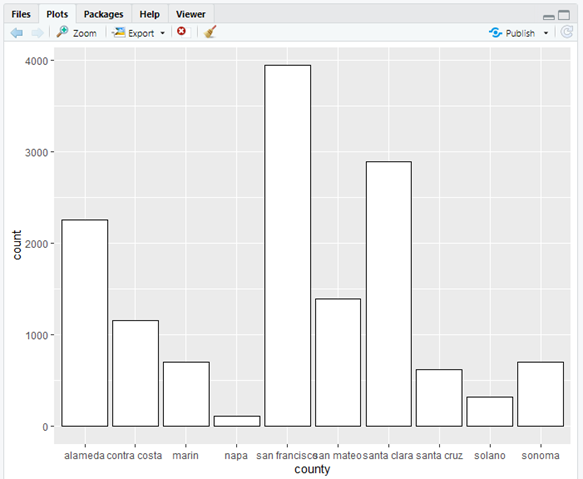 Files Plots Packages Help Viewer
Zoom Export Publish
4000
3000
2000
1000
0
count
alameda contra costa marin napa san francisco san mateo santa clara santa cruz solano sonoma
county